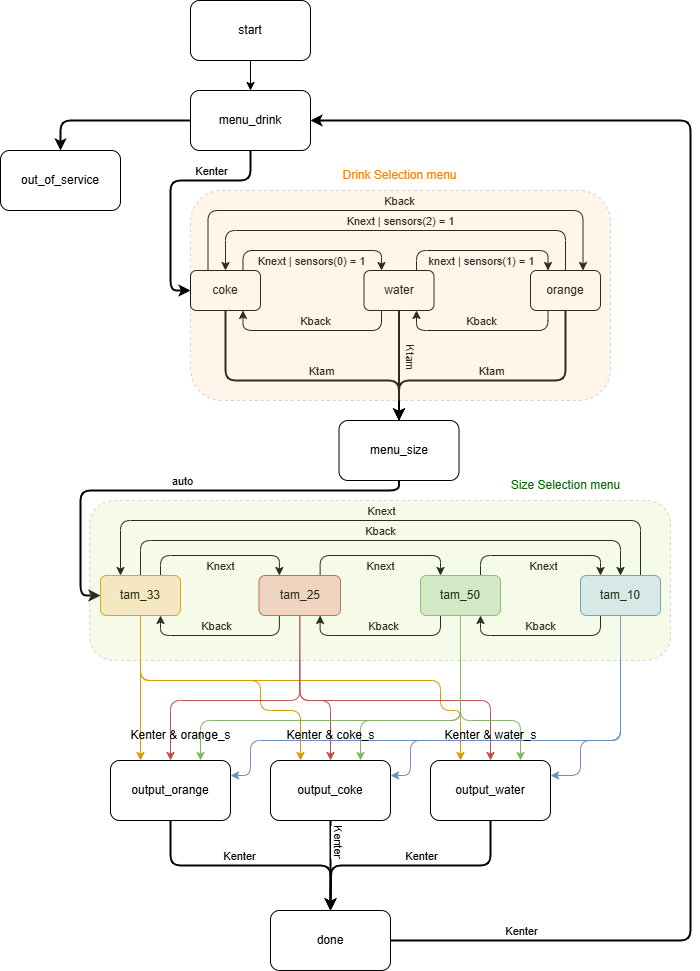 start
menu_drink
out_of_service
Kenter
Drink Selection menu
Kback
Knext | sensors(2) = 1
Knext | sensors(0) = 1
knext | sensors(1) = 1
coke
water
orange
Kback
Kback
Ktam
Ktam
Ktam
menu_size
auto
Size Selection menu
Knext
Kback
Knext
Knext
Knext
tam_33
tam_25
tam_50
tam_10
Kback
Kback
Kback
Kenter & orange_s
Kenter & coke_s
Kenter & water_s
output_orange
output_coke
output_water
Kenter
Kenter
Kenter
done
Kenter